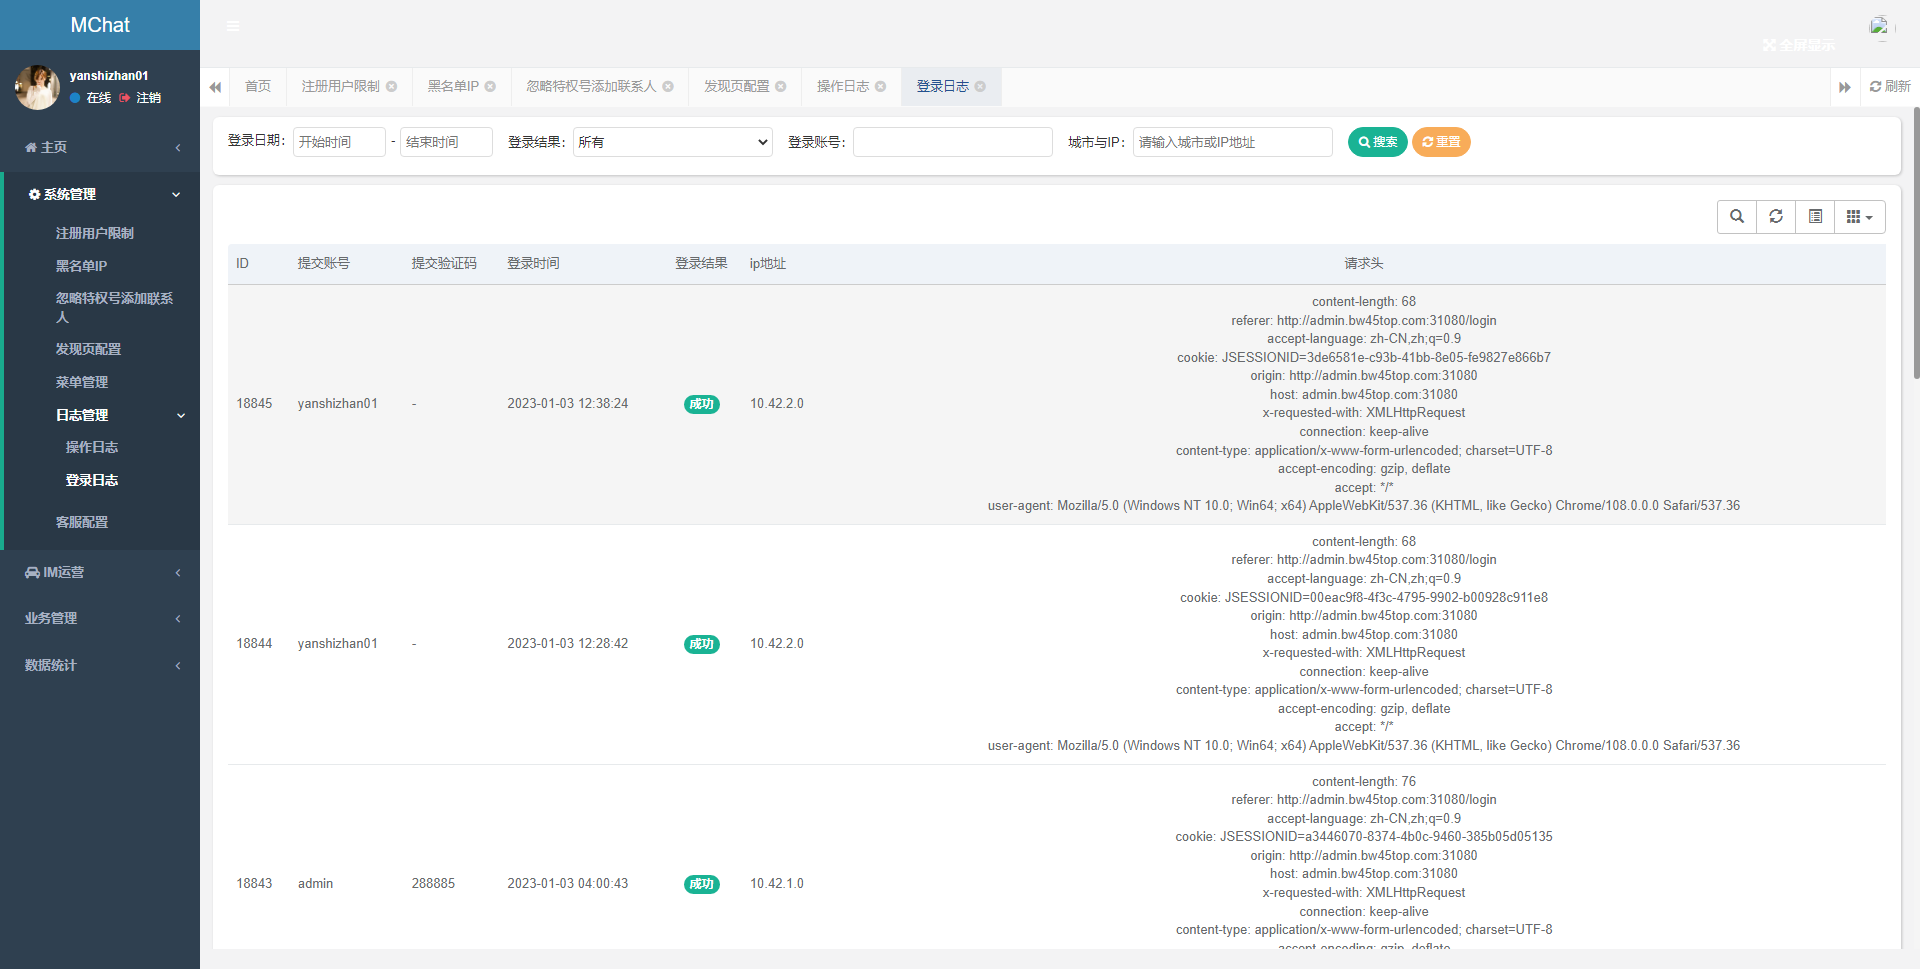 MChat
yanshizhan01
在线 注销
主页
系统管理
注册用户限制
黑名单IP
忽略特权号添加联系
人
发现页配置
菜单管理
日志管理
操作日志
登录日志
客服配置
IM运营
业务管理
数据统计
全屏显示
首页 注册用户限制 黑名单IP 忽略特权号添加联系人 发现页配置 操作日志 登录日志 刷新
登录日期: 开始时间 - 结束时间 登录结果: 所有 登录账号: 城市与IP: 请输入城市或IP地址 搜索 重置
ID 提交账号 提交验证码 登录时间 登录结果 ip地址 请求头
18845 yanshizhan01 - 2023-01-03 12:38:24 成功 10.42.2.0
content-length: 68
referer: http://admin.bw45top.com:31080/login
accept-language: zh-CN,zh;q=0.9
cookie: JSESSIONID=3de6581e-c93b-41bb-8e05-fe9827e866b7
origin: http://admin.bw45top.com:31080
host: admin.bw45top.com:31080
x-requested-with: XMLHttpRequest
connection: keep-alive
content-type: application/x-www-form-urlencoded; charset=UTF-8
accept-encoding: gzip, deflate
accept: */*
user-agent: Mozilla/5.0 (Windows NT 10.0; Win64; x64) AppleWebKit/537.36 (KHTML, like Gecko) Chrome/108.0.0.0 Safari/537.36
18844 yanshizhan01 - 2023-01-03 12:28:42 成功 10.42.2.0
content-length: 68
referer: http://admin.bw45top.com:31080/login
accept-language: zh-CN,zh;q=0.9
cookie: JSESSIONID=00eac9f8-4f3c-4795-9902-b00928c911e8
origin: http://admin.bw45top.com:31080
host: admin.bw45top.com:31080
x-requested-with: XMLHttpRequest
connection: keep-alive
content-type: application/x-www-form-urlencoded; charset=UTF-8
accept-encoding: gzip, deflate
accept: */*
user-agent: Mozilla/5.0 (Windows NT 10.0; Win64; x64) AppleWebKit/537.36 (KHTML, like Gecko) Chrome/108.0.0.0 Safari/537.36
18843 admin 288885 2023-01-03 04:00:43 成功 10.42.1.0
content-length: 76
referer: http://admin.bw45top.com:31080/login
accept-language: zh-CN,zh;q=0.9
cookie: JSESSIONID=a3446070-8374-4b0c-9460-385b05d05135
origin: http://admin.bw45top.com:31080
host: admin.bw45top.com:31080
x-requested-with: XMLHttpRequest
connection: keep-alive
content-type: application/x-www-form-urlencoded; charset=UTF-8
accept-encoding: gzip, deflate